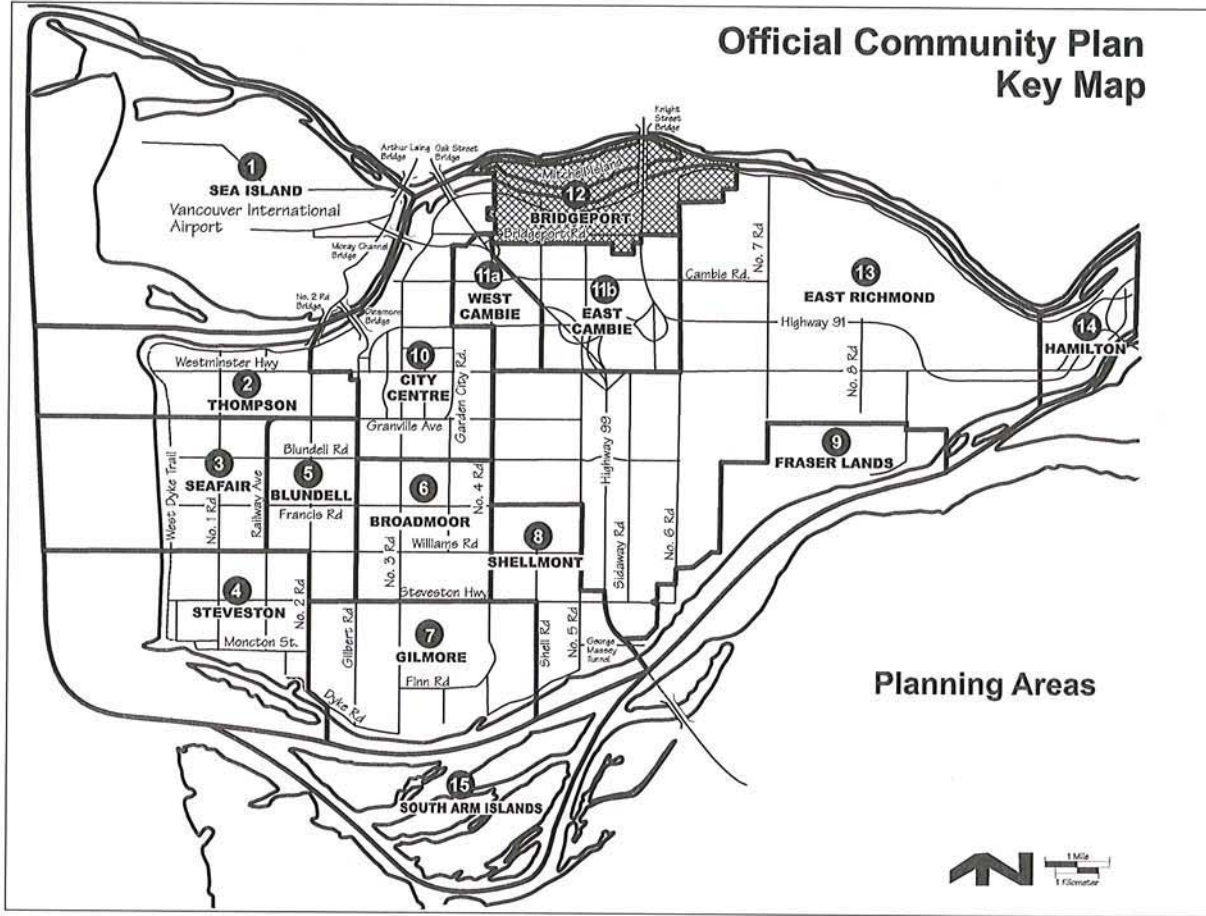 Official Community Plan
Key Map
Knight
Street
Bridge
Arthur Laing
Bridge
Oak Street
Bridge
Mitchell Island
1
SEA ISLAND
Vancouver International
Airport
12
BRIDGEPORT
Bridgeport Rd.
Moray Channel
Bridge
No. 7 Rd
11a
WEST
CAMBIE
11b
EAST
CAMBIE
Cambie Rd.
13
EAST RICHMOND
No. 2 Rd
Bridge
Dinsmore
Bridge
Highway 91
14
HAMILTON
Westminster Hwy
10
CITY
CENTRE
Garden City Rd.
No. 8 Rd
2
THOMPSON
Granville Ave
Highway 99
9
FRASER LANDS
West Dyke Trail
3
SEAFAIR
No. 1 Rd
Railway Ave
Blundell Rd
5
BLUNDELL
Francis Rd
6
BROADMOOR
No. 4 Rd
Williams Rd
No. 3 Rd
8
SHELLMONT
Sidaway Rd
No. 6 Rd
4
STEVESTON
No. 2 Rd
Steveston Hwy
Moncton St.
Gilbert Rd
7
GILMORE
Shell Rd
No. 5 Rd
George
Massey
Tunnel
Finn Rd
Dyke Rd
Planning Areas
15
SOUTH ARM ISLANDS
N
1 Mile
1 Kilometer